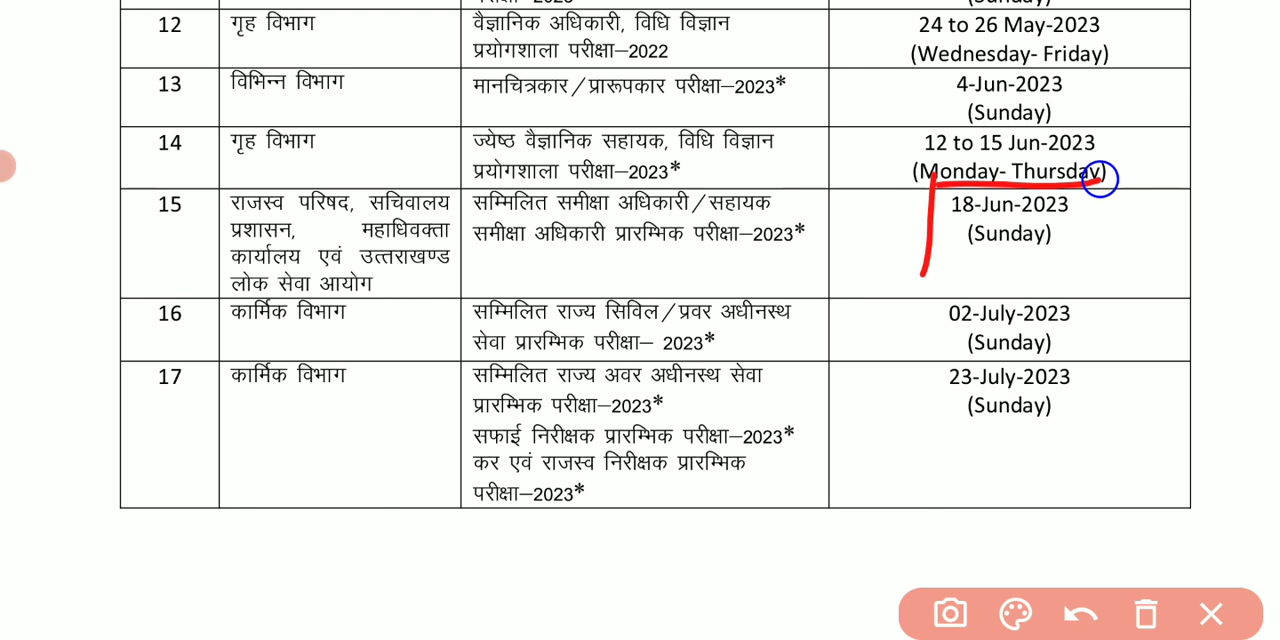 (Sunday)
12 गृह विभाग वैज्ञानिक अधिकारी, विधि विज्ञान 24 to 26 May-2023
प्रयोगशाला परीक्षा–2022 (Wednesday- Friday)
13 विभिन्न विभाग मानचित्रकार/प्रारूपकार परीक्षा–2023* 4-Jun-2023
(Sunday)
14 गृह विभाग ज्येष्ठ वैज्ञानिक सहायक, विधि विज्ञान 12 to 15 Jun-2023
प्रयोगशाला परीक्षा–2023* (Monday- Thursday)
15 राजस्व परिषद, सचिवालय सम्मिलित समीक्षा अधिकारी/सहायक 18-Jun-2023
प्रशासन, महाधिवक्ता समीक्षा अधिकारी प्रारम्भिक परीक्षा–2023* (Sunday)
कार्यालय एवं उत्तराखण्ड
लोक सेवा आयोग
16 कार्मिक विभाग सम्मिलित राज्य सिविल/प्रवर अधीनस्थ 02-July-2023
सेवा प्रारम्भिक परीक्षा– 2023* (Sunday)
17 कार्मिक विभाग सम्मिलित राज्य अवर अधीनस्थ सेवा 23-July-2023
प्रारम्भिक परीक्षा–2023* (Sunday)
सफाई निरीक्षक प्रारम्भिक परीक्षा–2023*
कर एवं राजस्व निरीक्षक प्रारम्भिक
परीक्षा–2023*